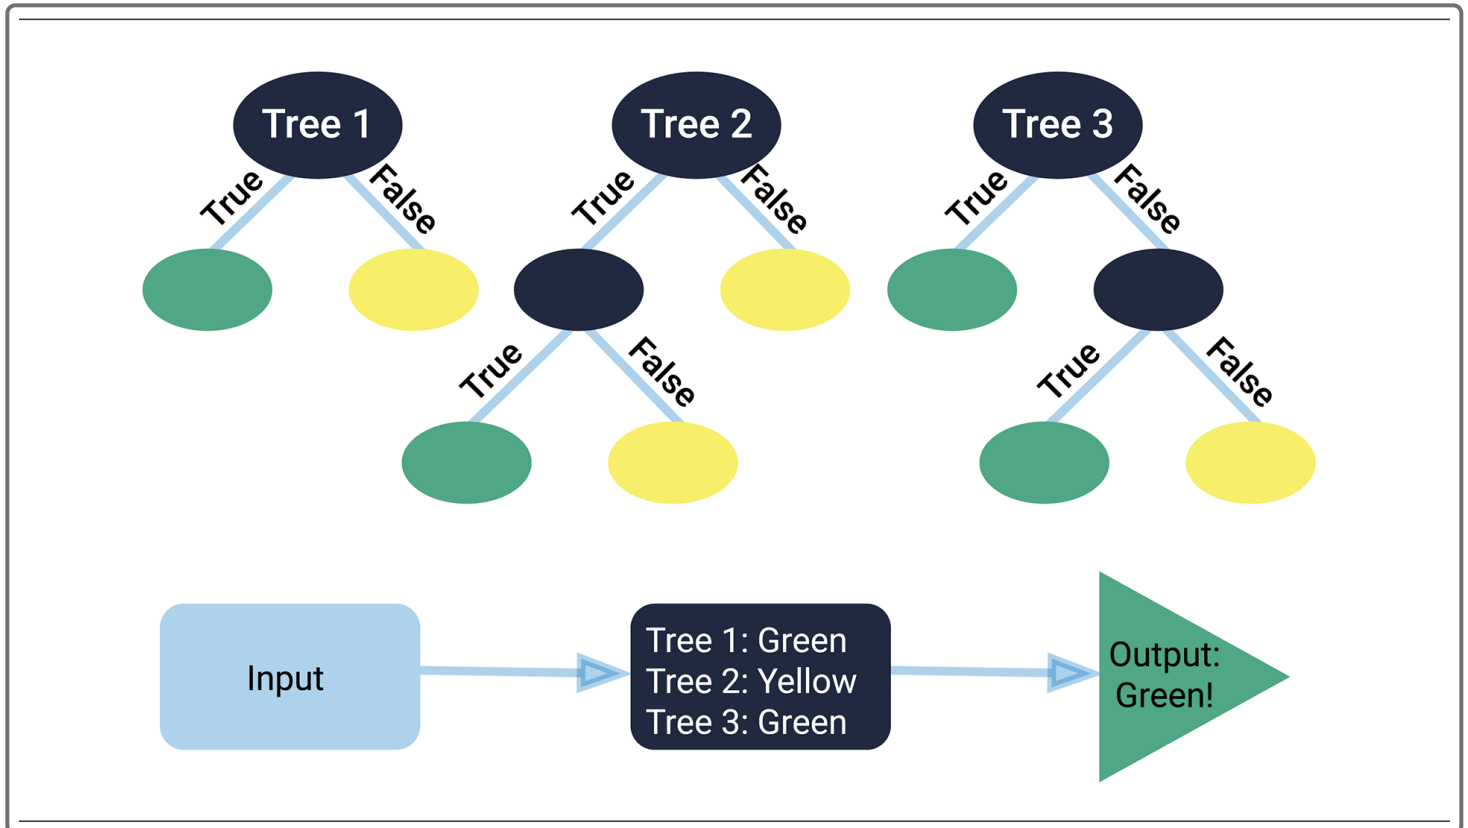 Tree 1
Tree 2
Tree 3
True
False
True
False
True
False
True
False
True
False
Input
Tree 1: Green
Tree 2: Yellow
Tree 3: Green
Output:
Green!